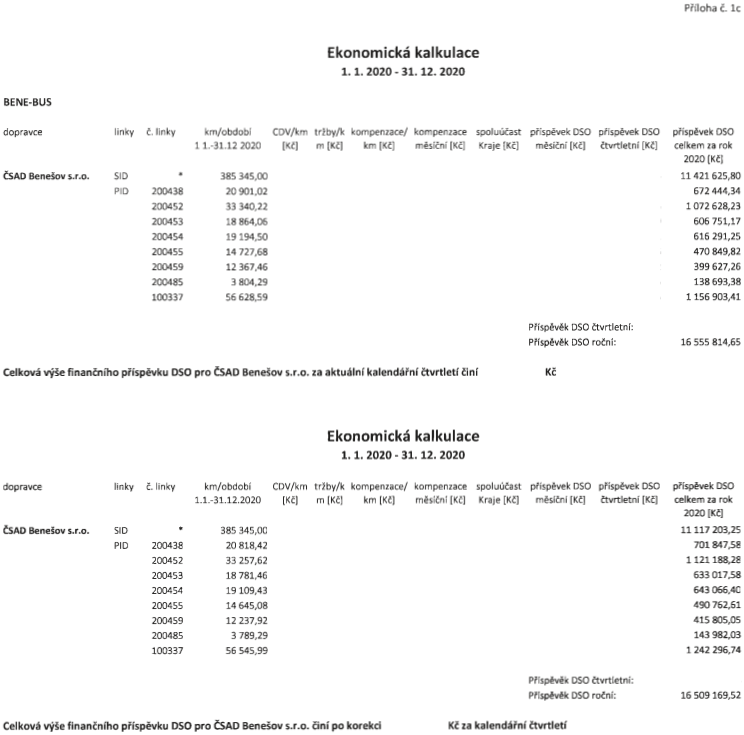 Příloha č. 1c
Ekonomická kalkulace
1. 1. 2020 - 31. 12. 2020
BENE-BUS
dopravce linky č. linky km/období CDV/km tržby/k kompenzace/ kompenzace spoluúčast příspěvek DSO příspěvek DSO příspěvek DSO
1 1.-31.12 2020 [Kč] m [Kč] km [Kč] měsíční [Kč] Kraje [Kč] měsíční [Kč] čtvrtletní [Kč] celkem za rok
2020 [Kč]
ČSAD Benešov s.r.o. SID * 385 345,00 11 421 625,80
PID 200438 20 901,02 672 444,34
200452 33 340,22 1 072 628,23
200453 18 864,06 606 751,17
200454 19 194,50 616 291,25
200455 14 727,68 470 849,82
200459 12 367,46 399 627,26
200485 3 804,29 138 693,38
100337 56 628,59 1 156 903,41
Příspěvěk DSO čtvrtletní:
Příspěvěk DSO roční: 16 555 814,65
Celková výše finančního příspěvku DSO pro ČSAD Benešov s.r.o. za aktuální kalendářní čtvrtletí činí Kč
Ekonomická kalkulace
1. 1. 2020 - 31. 12. 2020
dopravce linky č. linky km/období CDV/km tržby/k kompenzace/ kompenzace spoluúčast příspěvek DSO příspěvek DSO příspěvek DSO
1.1.-31.12.2020 [Kč] m [Kč] km [Kč] měsíční [Kč] Kraje [Kč] měsíční [Kč] čtvrtletní [Kč] celkem za rok
2020 [Kč]
ČSAD Benešov s.r.o. SID * 385 345,00 11 117 203,25
PID 200438 20 818,42 701 847,58
200452 33 257,62 1 121 188,28
200453 18 781,46 633 017,58
200454 19 109,43 643 066,40
200455 14 645,08 490 762,61
200459 12 237,92 415 805,05
200485 3 789,29 143 982,03
100337 56 545,99 1 242 296,74
Příspěvěk DSO čtvrtletní:
Příspěvěk DSO roční: 16 509 169,52
Celková výše finančního příspěvku DSO pro ČSAD Benešov s.r.o. činí po korekci Kč za kalendářní čtvrtletí